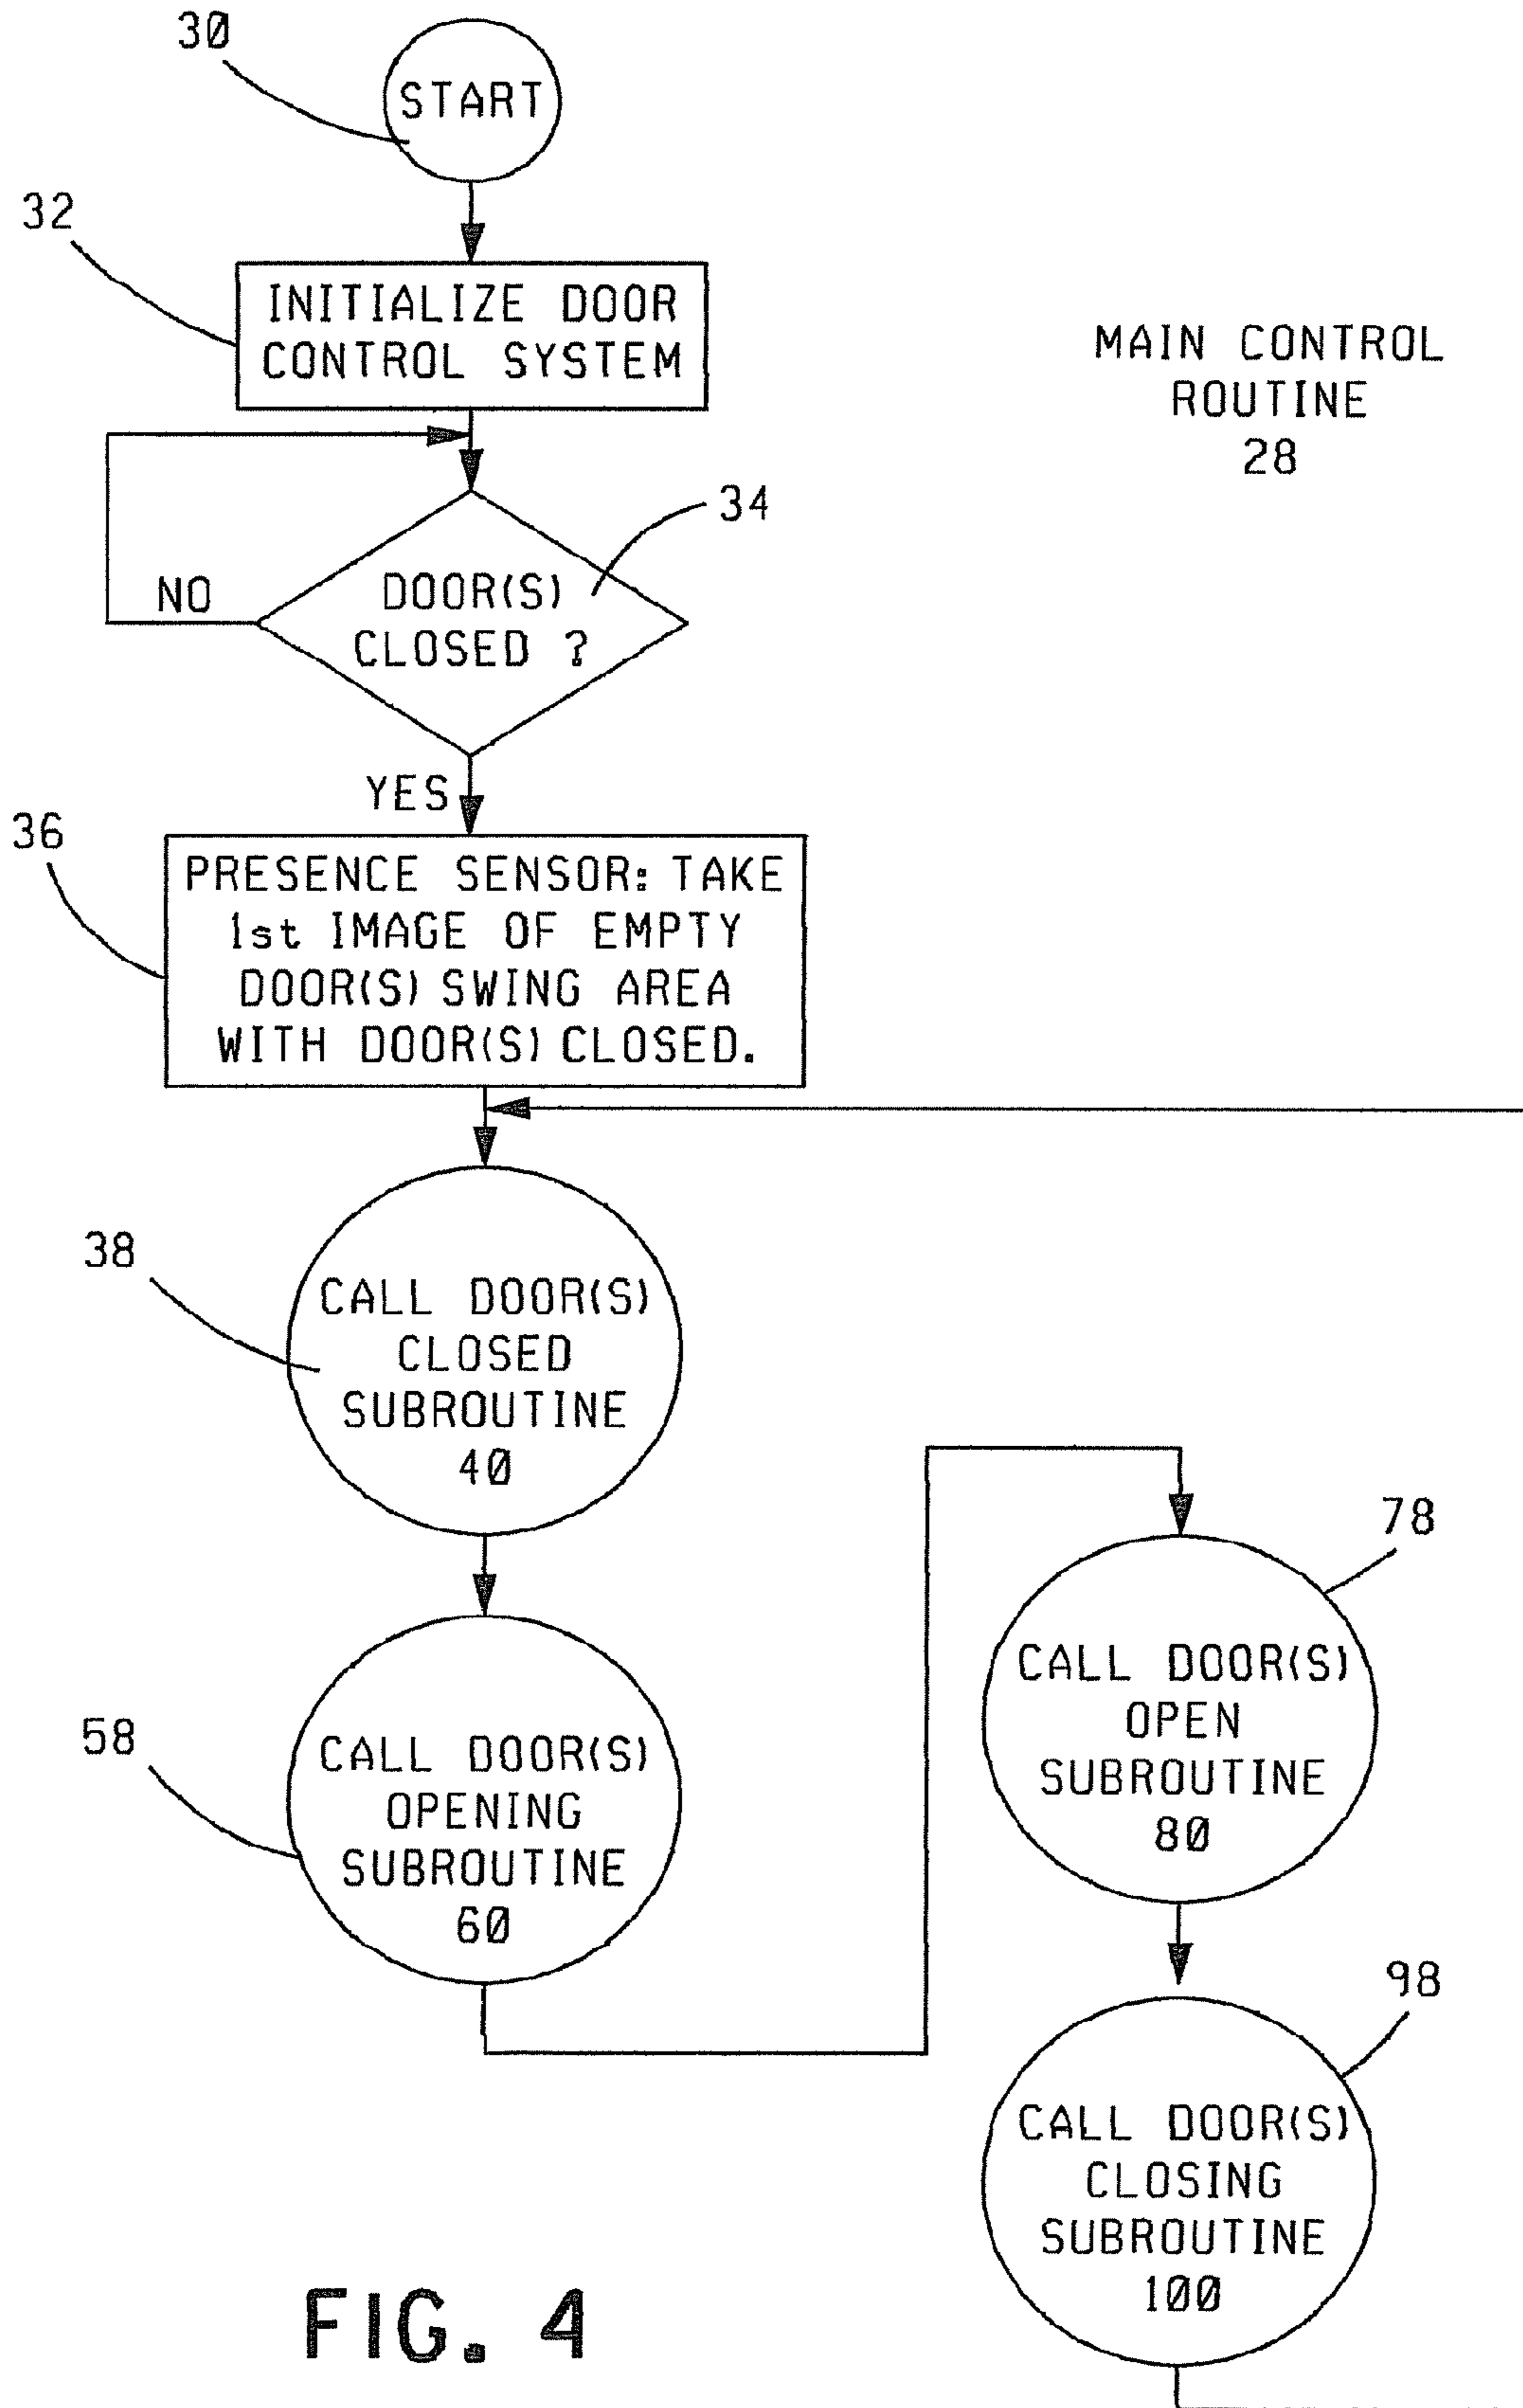 30
START
32
INITIALIZE DOOR
CONTROL SYSTEM
MAIN CONTROL
ROUTINE
28
34
DOOR(S)
CLOSED ?
NO
YES
36
PRESENCE SENSOR: TAKE
1st IMAGE OF EMPTY
DOOR(S) SWING AREA
WITH DOOR(S) CLOSED.
38
CALL DOOR(S)
CLOSED
SUBROUTINE
40
58
CALL DOOR(S)
OPENING
SUBROUTINE
60
78
CALL DOOR(S)
OPEN
SUBROUTINE
80
98
CALL DOOR(S)
CLOSING
SUBROUTINE
100
FIG. 4